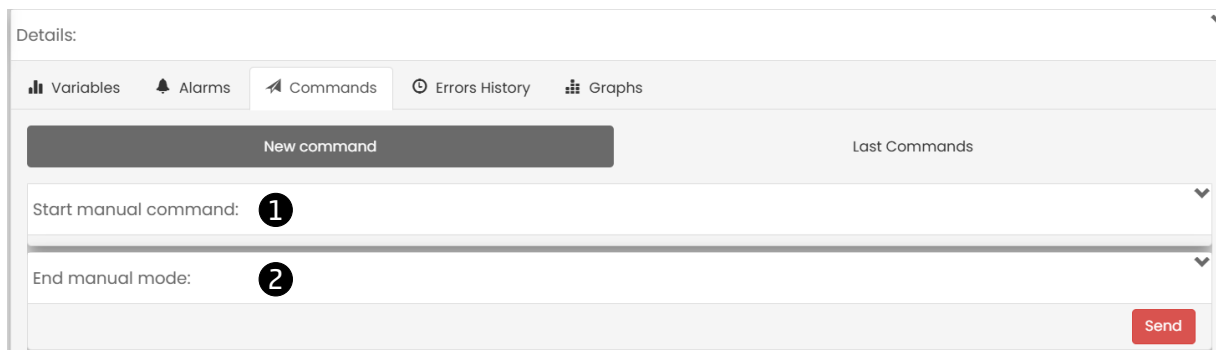 Details:
Variables Alarms Commands Errors History Graphs
New command Last Commands
Start manual command: 1
End manual mode: 2
Send